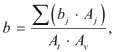 b = ∑(b_j · A_j) / (A_t · A_v),